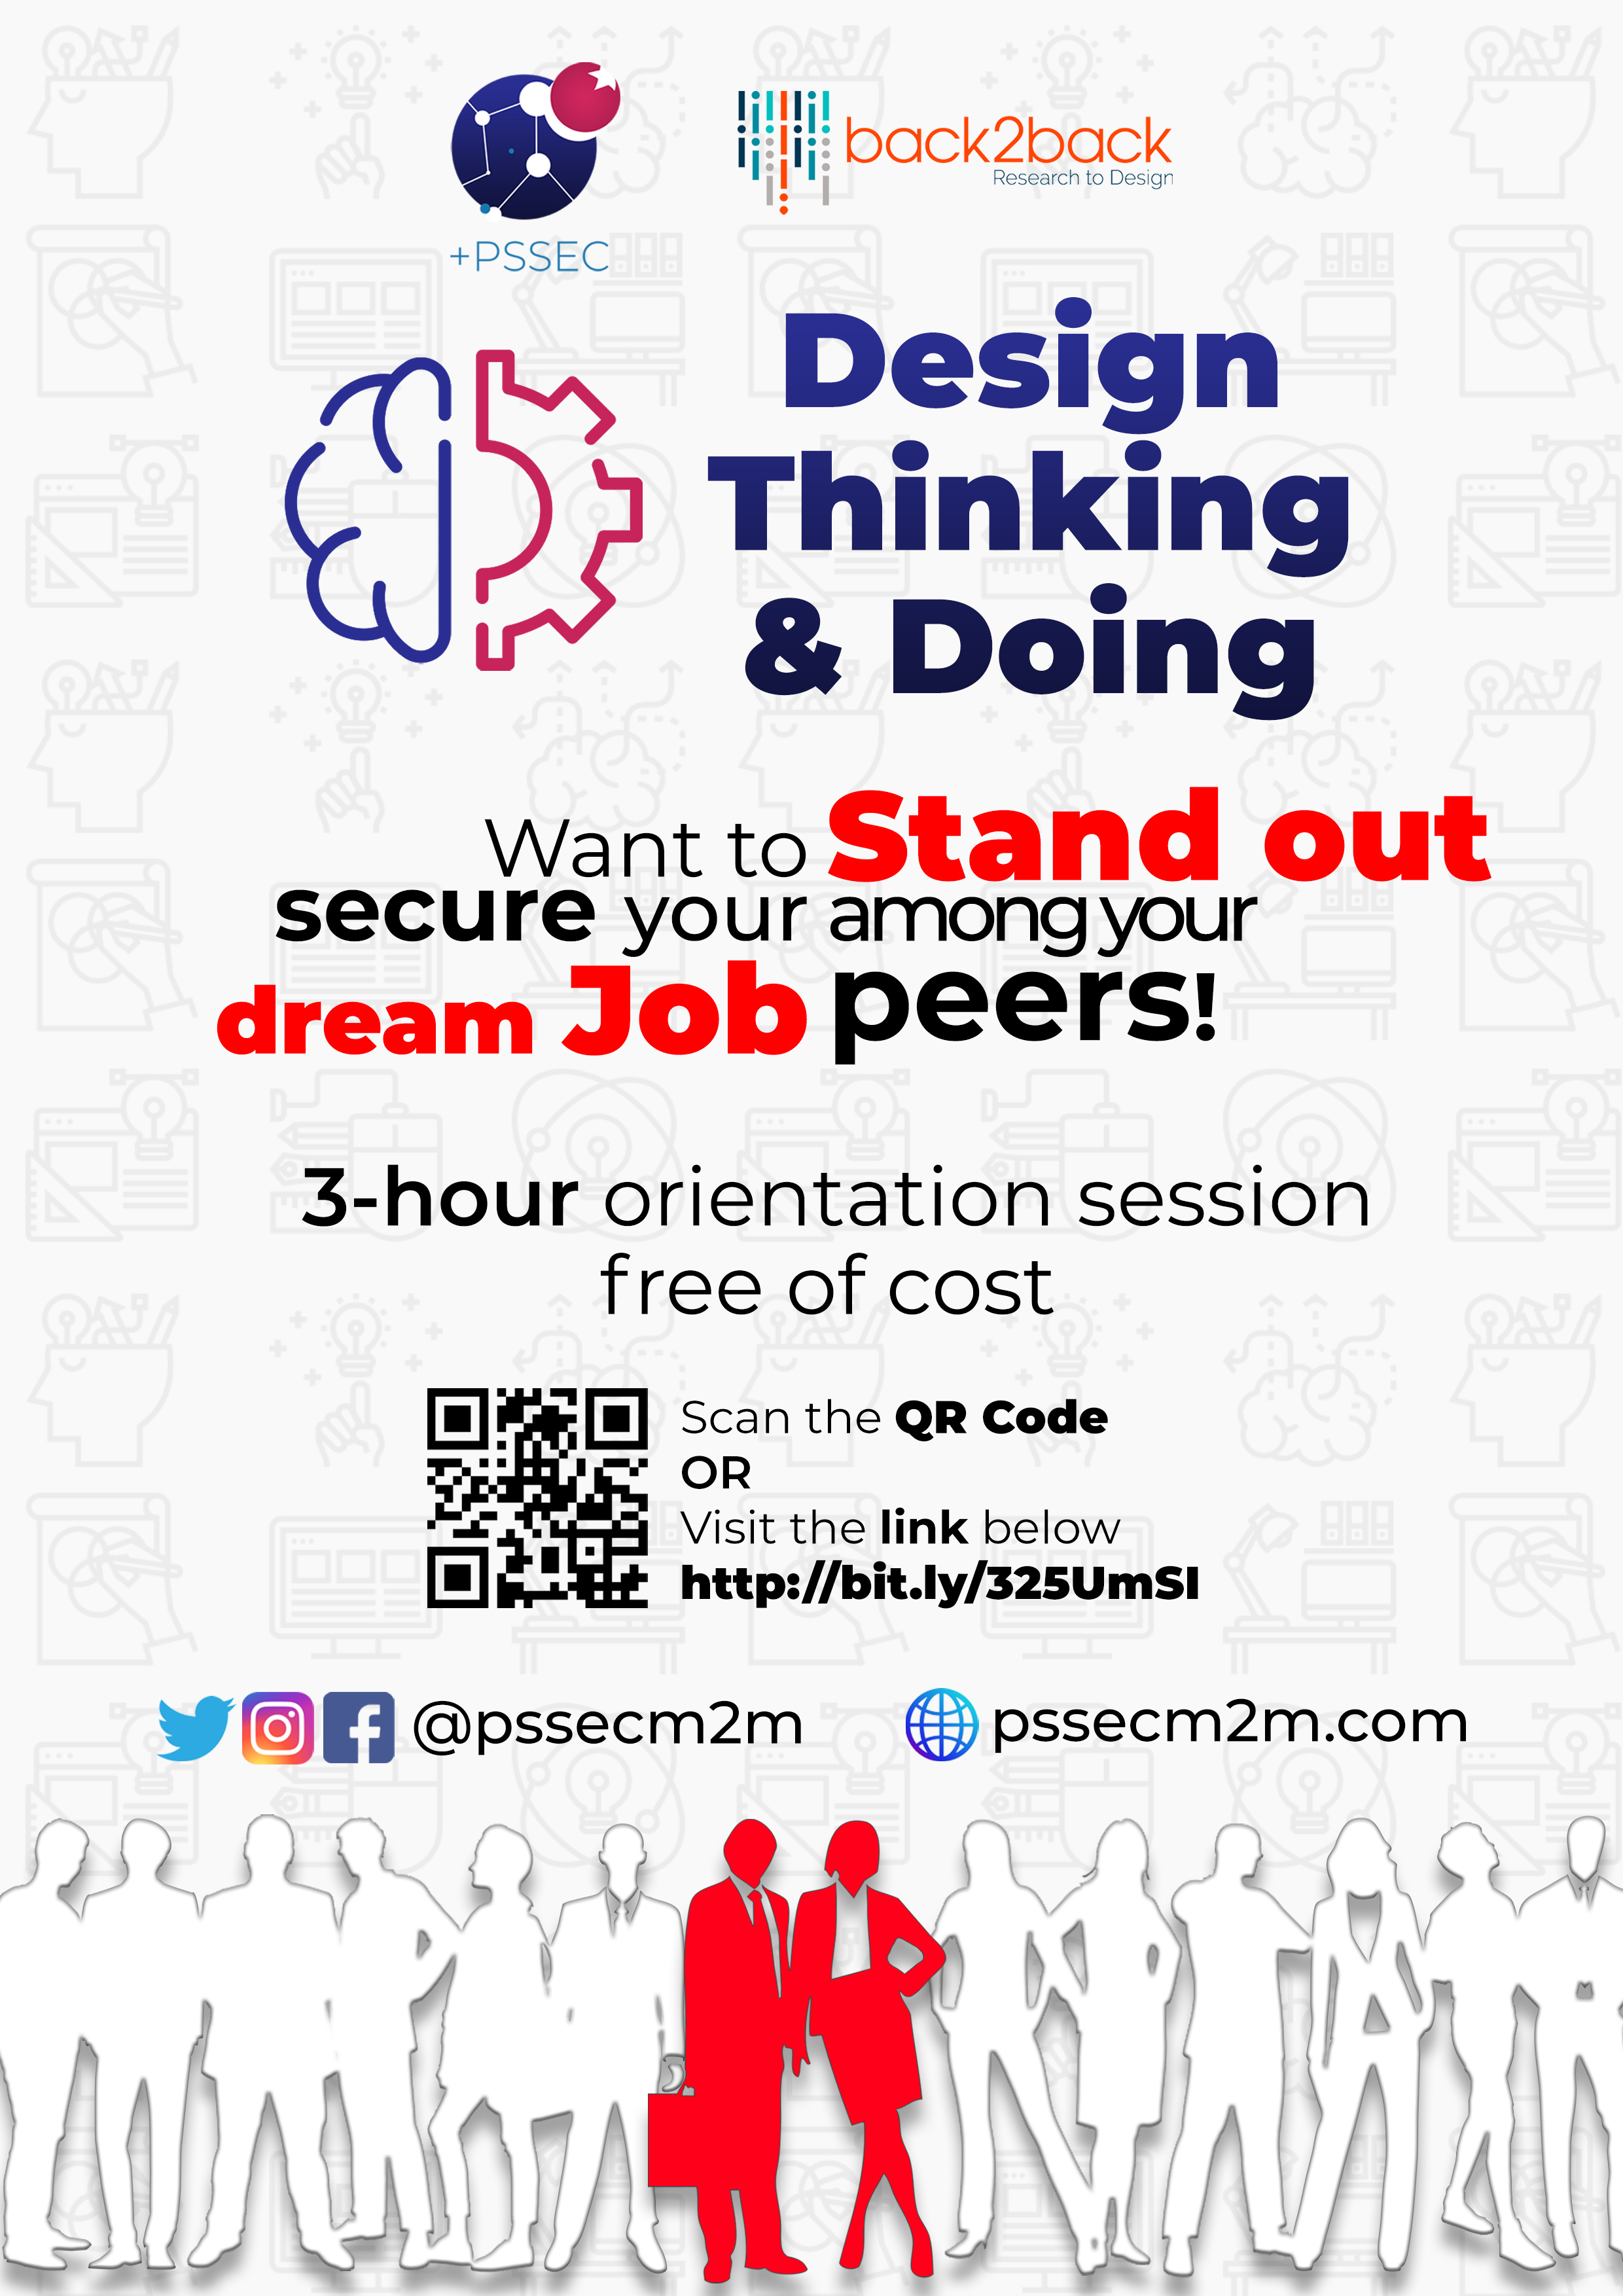 +PSSEC
back2back
Research to Design
Design
Thinking
& Doing
Want to Stand out
secure your among your
dream Job peers!
3-hour orientation session
free of cost
Scan the QR Code
OR
Visit the link below
http://bit.ly/325UmSI
@pssecm2m
pssecm2m.com